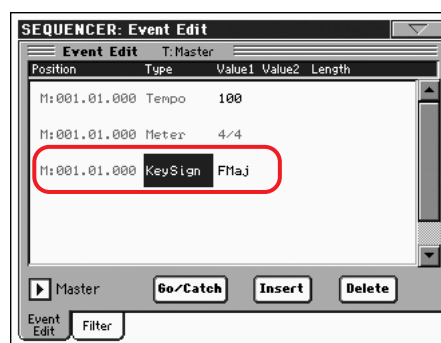 SEQUENCER: Event Edit
Event Edit T:Master
Position Type Value1 Value2 Length
M:001.01.000 Tempo 100
M:001.01.000 Meter 4/4
M:001.01.000 KeySign FMaj
Master Go/Catch Insert Delete
Event Edit Filter